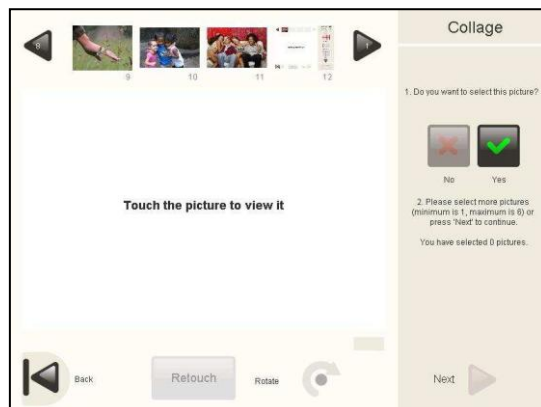 Collage
8
9
10
11
12
1
1. Do you want to select this picture?
No
Yes
Touch the picture to view it
2. Please select more pictures
(minimum is 1, maximum is 6) or
press 'Next' to continue.
You have selected 0 pictures.
Back
Retouch
Rotate
Next